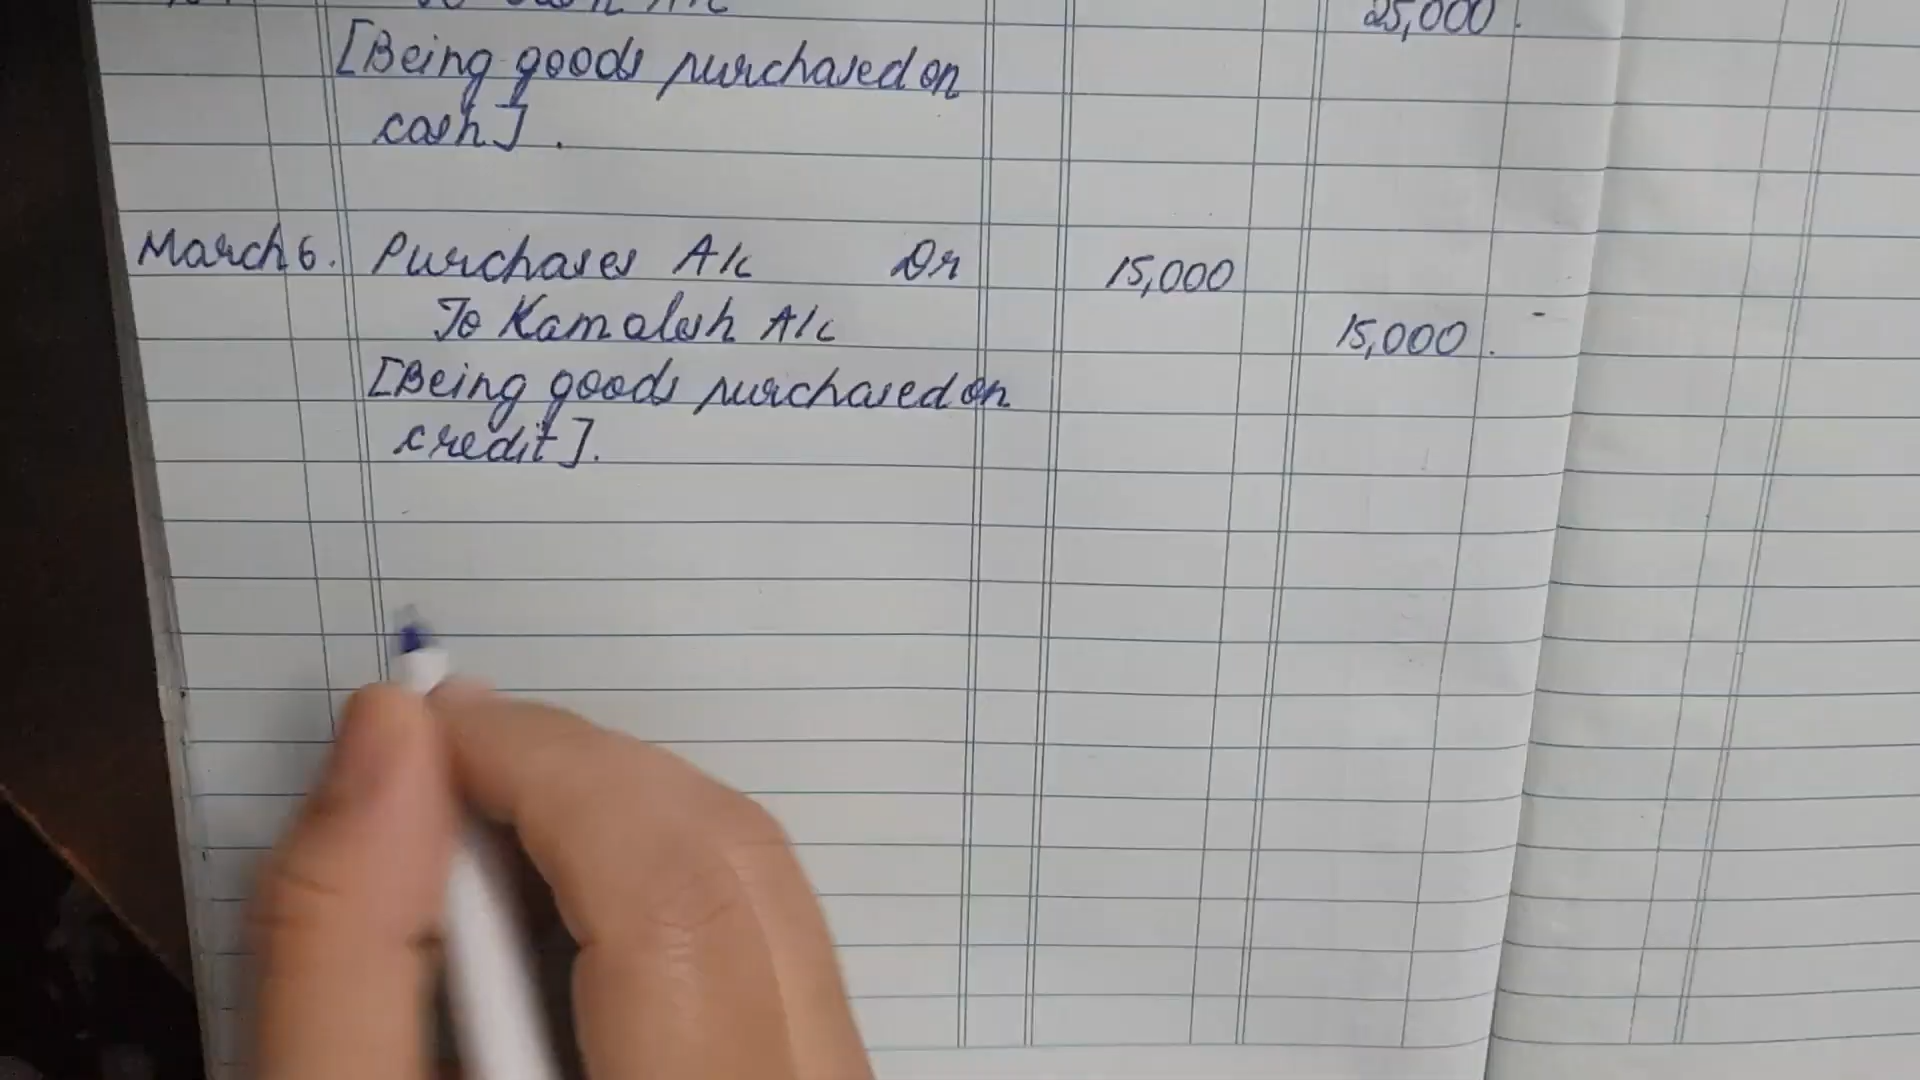 25,000.
[Being goods purchased on
cash].
March 6. Purchases A/c Dr 15,000
To Kamalesh A/c 15,000.
[Being goods purchased on
credit].